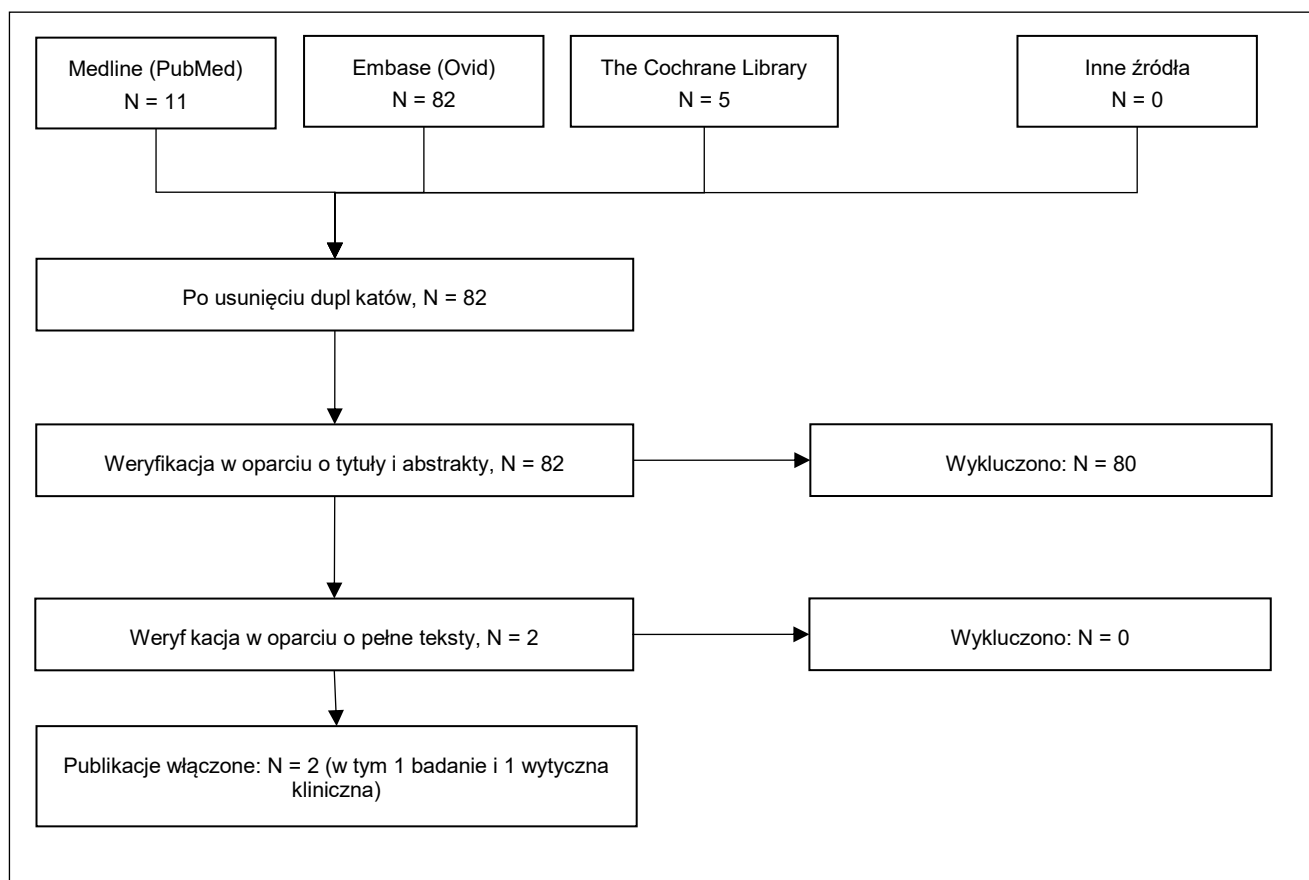 Medline (PubMed)
N = 11
Embase (Ovid)
N = 82
The Cochrane Library
N = 5
Inne źródła
N = 0
Po usunięciu dupl katów, N = 82
Weryfikacja w oparciu o tytuły i abstrakty, N = 82
Wykluczono: N = 80
Weryf kacja w oparciu o pełne teksty, N = 2
Wykluczono: N = 0
Publikacje włączone: N = 2 (w tym 1 badanie i 1 wytyczna
kliniczna)